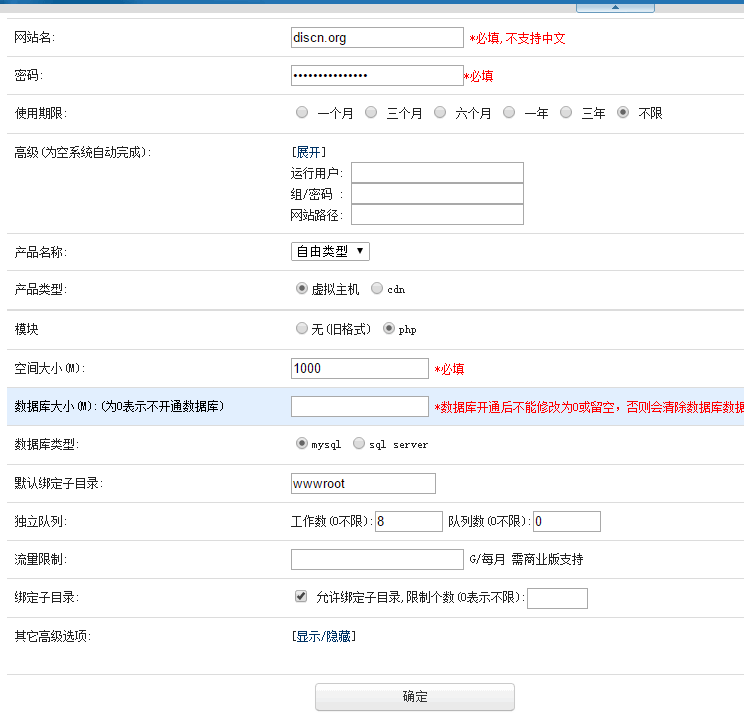 网站名: discn.org *必填,不支持中文
密码: ••••••••••••••• *必填
使用期限: 一个月 三个月 六个月 一年 三年 不限
高级(为空系统自动完成): [展开]
运行用户:
组/密码 :
网站路径:
产品名称: 自由类型
产品类型: 虚拟主机 cdn
模块 无(旧格式) php
空间大小(M): 1000 *必填
数据库大小(M):(为0表示不开通数据库) *数据库开通后不能修改为0或留空, 否则会清除数据库数据
数据库类型: mysql sql server
默认绑定子目录: wwwroot
独立队列: 工作数(0不限): 8 队列数(0不限): 0
流量限制: G/每月 需商业版支持
绑定子目录: 允许绑定子目录,限制个数(0表示不限):
其它高级选项: [显示/隐藏]
确定